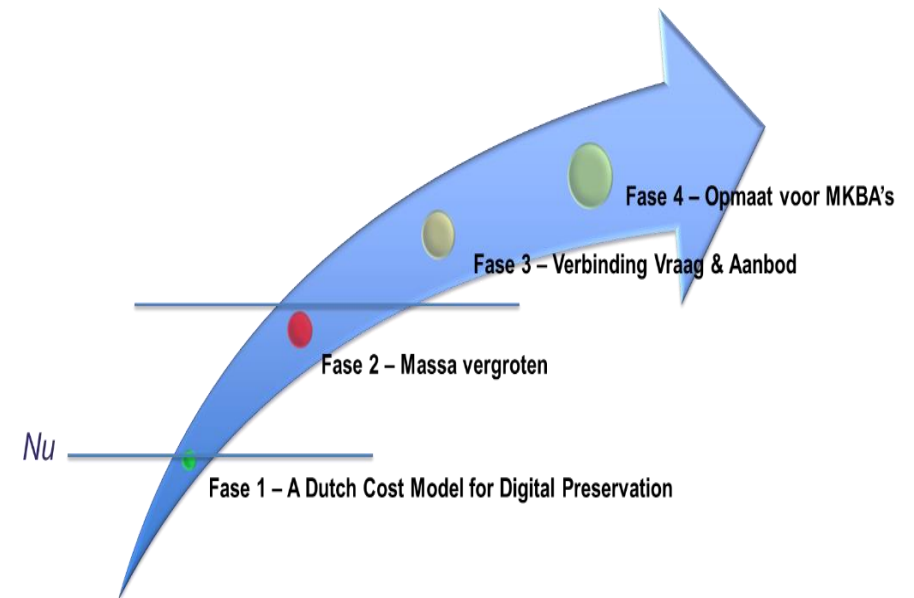 Fase 4 – Opmaat voor MKBA's
Fase 3 – Verbinding Vraag & Aanbod
Fase 2 – Massa vergroten
Nu
Fase 1 – A Dutch Cost Model for Digital Preservation